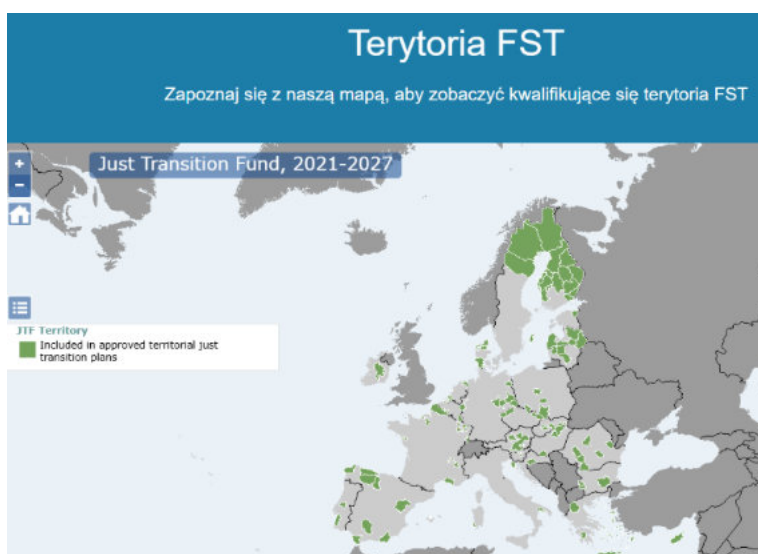 Terytoria FST
Zapoznaj się z naszą mapą, aby zobaczyć kwalifikujące się terytoria FST
+
Just Transition Fund, 2021-2027
−
JTF Territory
Included in approved territorial just
transition plans